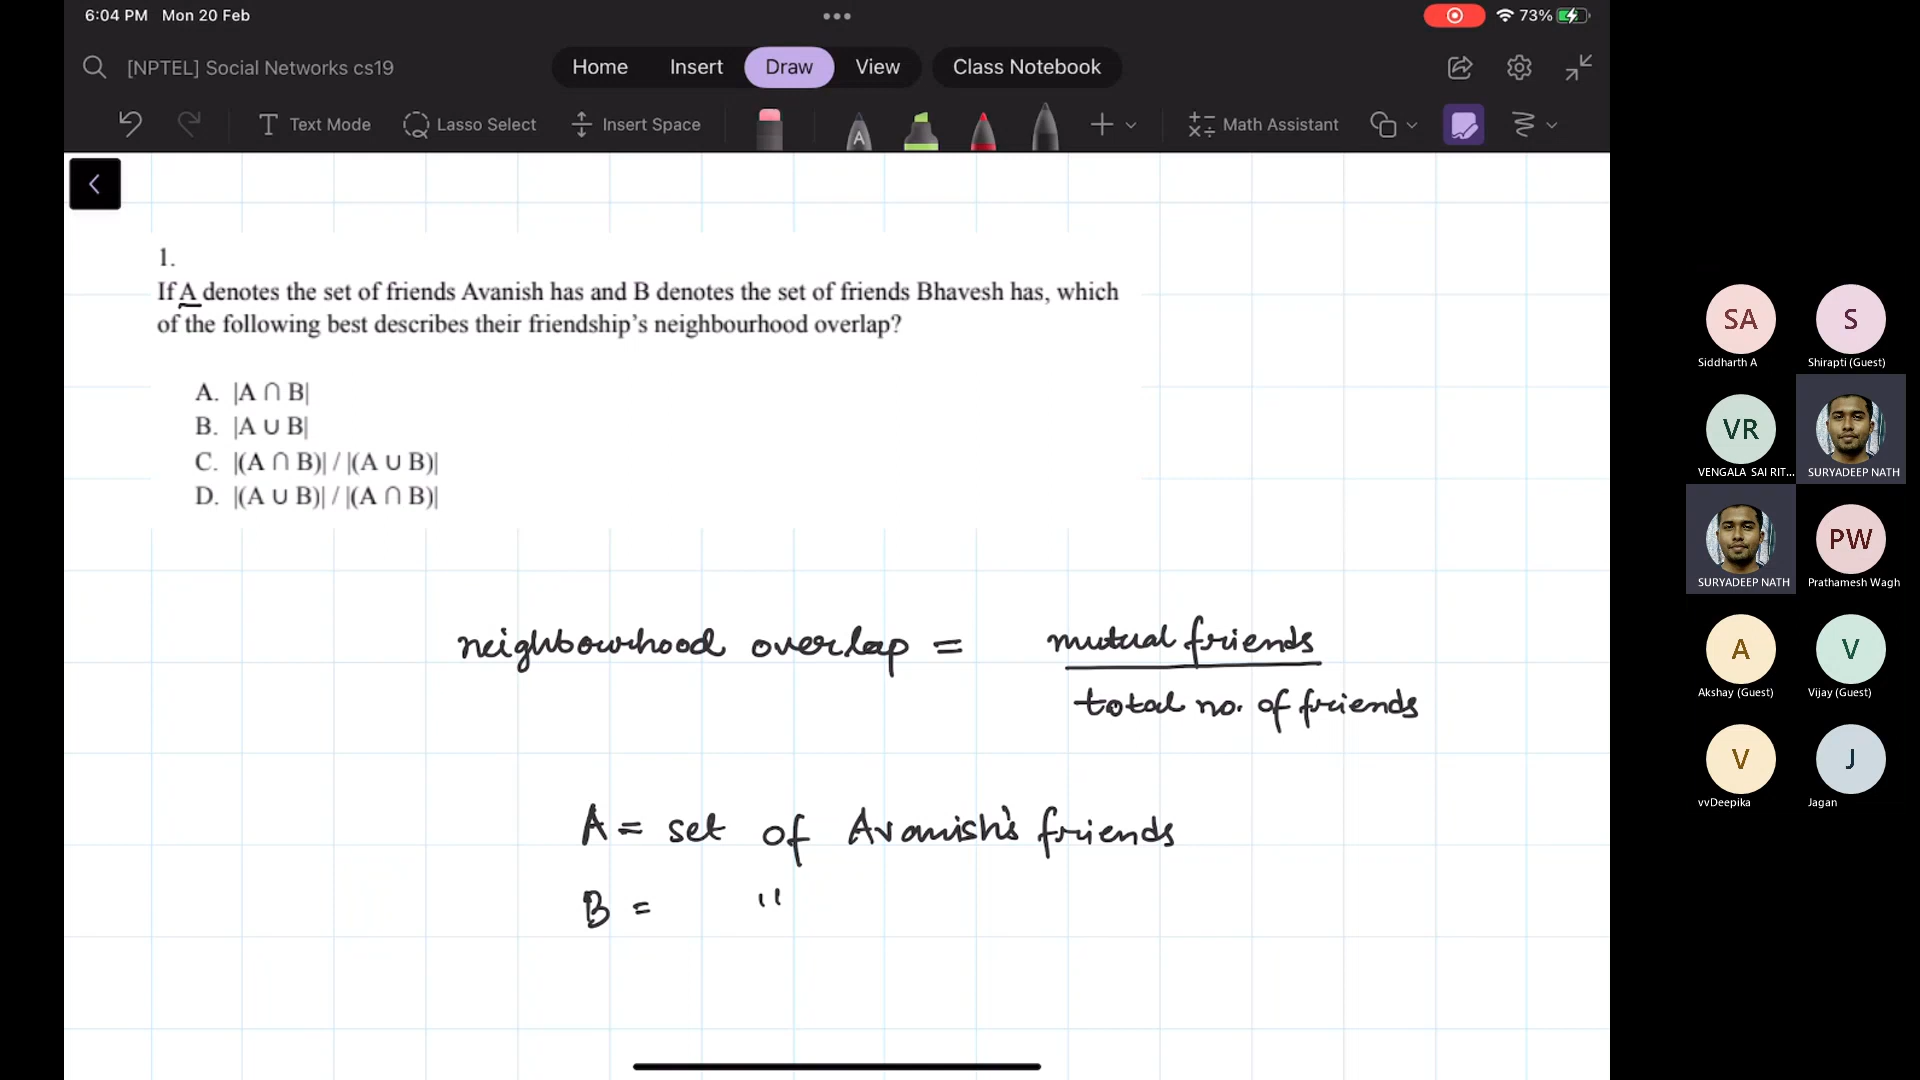 6:04 PM Mon 20 Feb
73%
[NPTEL] Social Networks cs19
Home Insert Draw View Class Notebook
Text Mode Lasso Select Insert Space A Math Assistant
1.
If A denotes the set of friends Avanish has and B denotes the set of friends Bhavesh has, which
of the following best describes their friendship's neighbourhood overlap?
A. |A ∩ B|
B. |A ∪ B|
C. |(A ∩ B)| / |(A ∪ B)|
D. |(A ∪ B)| / |(A ∩ B)|
neighbourhood overlap = mutual friends
total no. of friends
A = set of Avanish's friends
B = "
SA S
Siddharth A Shirapti (Guest)
VR
VENGALA SAI RIT... SURYADEEP NATH
PW
SURYADEEP NATH Prathamesh Wagh
A V
Akshay (Guest) Vijay (Guest)
V J
vvDeepika Jagan